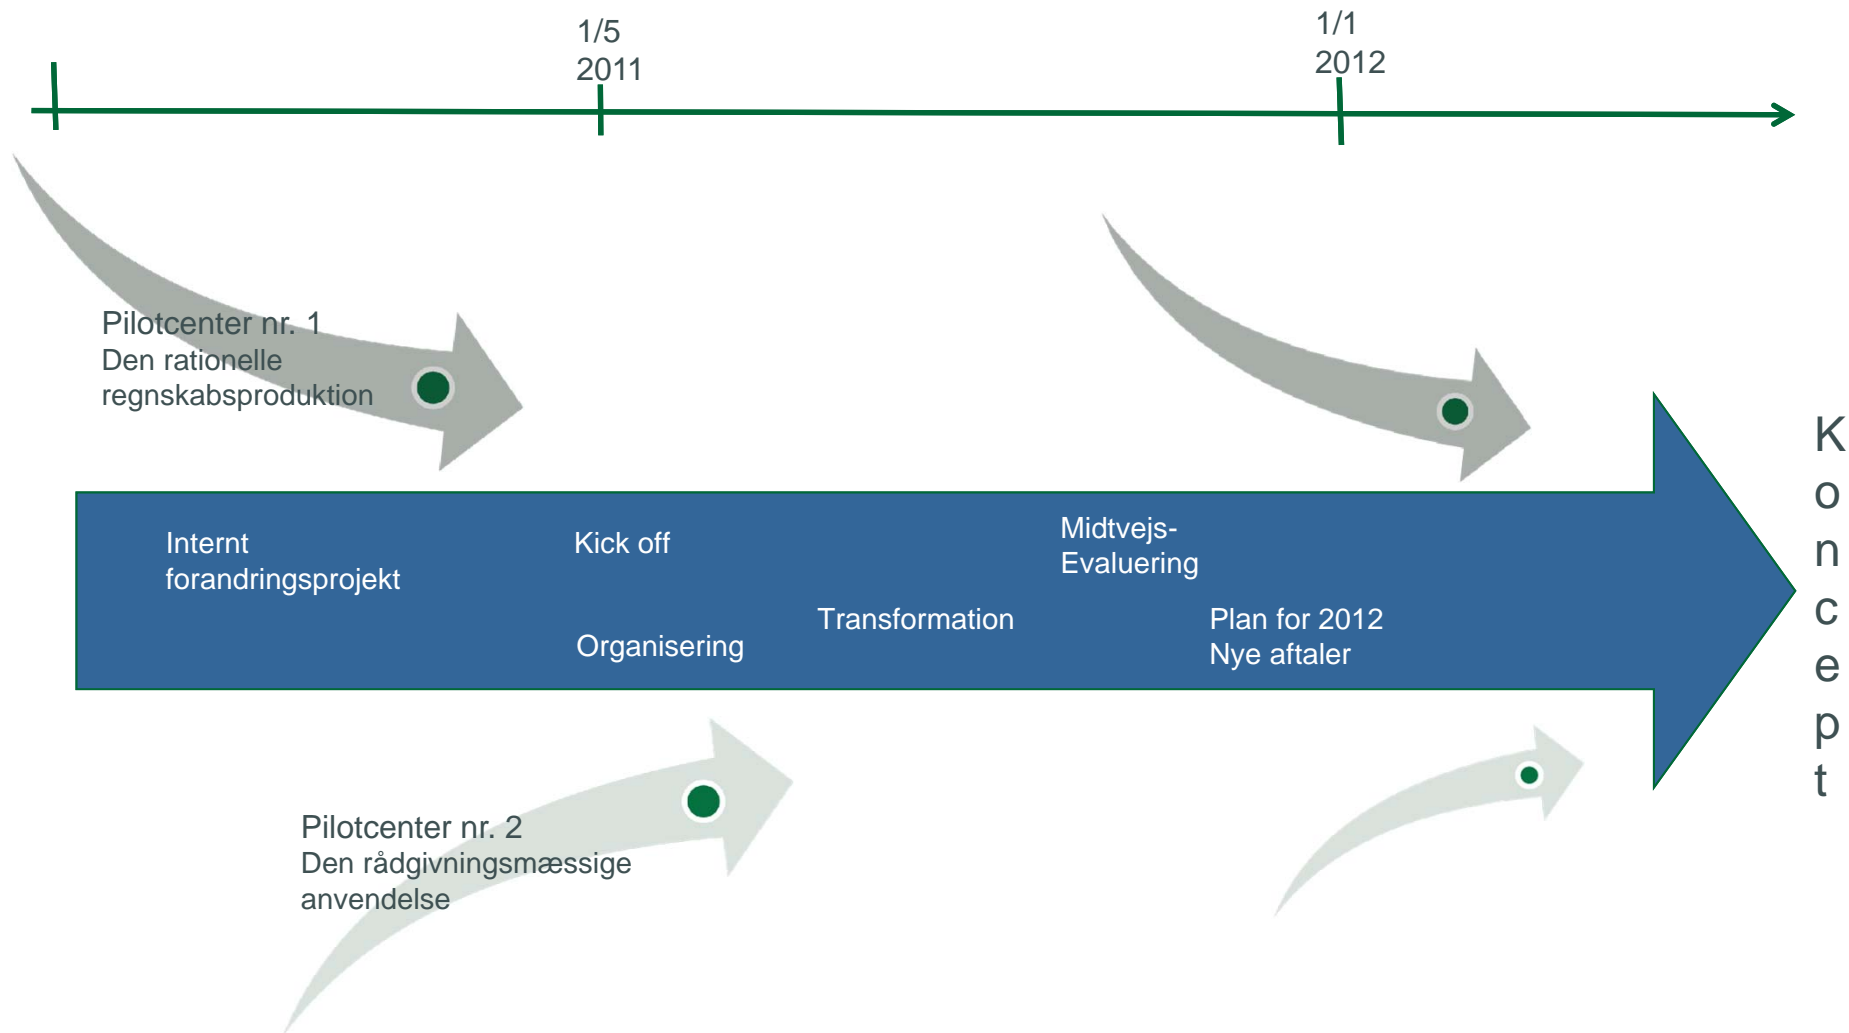 1/5
2011
1/1
2012
Pilotcenter nr. 1
Den rationelle
regnskabsproduktion
Internt
forandringsprojekt
Kick off
Organisering
Transformation
Midtvejs-
Evaluering
Plan for 2012
Nye aftaler
K
o
n
c
e
p
t
Pilotcenter nr. 2
Den rådgivningsmæssige
anvendelse